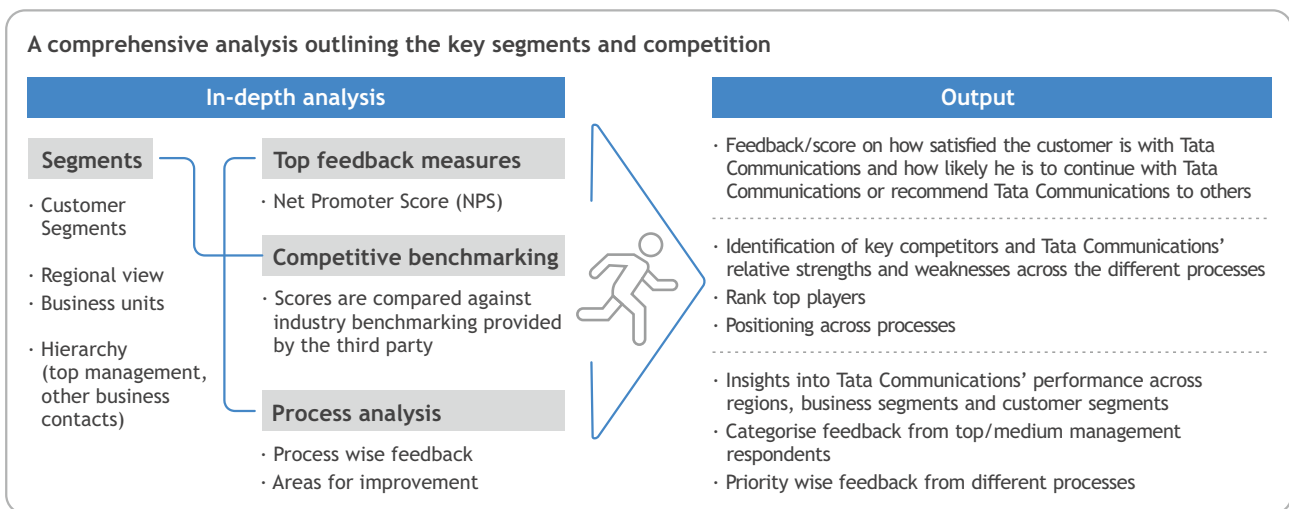 A comprehensive analysis outlining the key segments and competition
In-depth analysis
Segments
· Customer
Segments
· Regional view
· Business units
· Hierarchy
(top management,
other business
contacts)
Top feedback measures
· Net Promoter Score (NPS)
Competitive benchmarking
· Scores are compared against
industry benchmarking provided
by the third party
Process analysis
· Process wise feedback
· Areas for improvement
Output
· Feedback/score on how satisfied the customer is with Tata
Communications and how likely he is to continue with Tata
Communications or recommend Tata Communications to others
· Identification of key competitors and Tata Communications’
relative strengths and weaknesses across the different processes
· Rank top players
· Positioning across processes
· Insights into Tata Communications’ performance across
regions, business segments and customer segments
· Categorise feedback from top/medium management
respondents
· Priority wise feedback from different processes